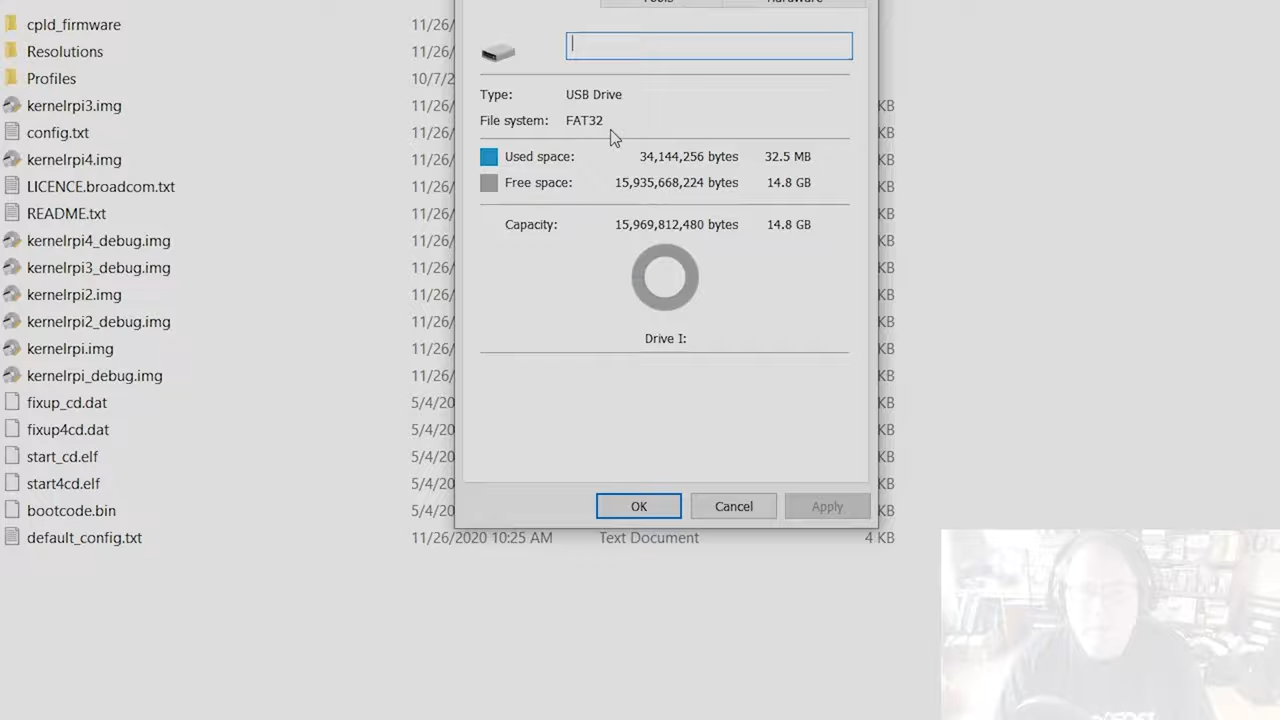 Tools Hardware
cpld_firmware 11/26/
Resolutions 11/26/
Profiles 10/7/2
kernelrpi3.img 11/26/ KB
config.txt 11/26/ KB
kernelrpi4.img 11/26/ KB
LICENCE.broadcom.txt 11/26/ KB
README.txt 11/26/ KB
kernelrpi4_debug.img 11/26/ KB
kernelrpi3_debug.img 11/26/ KB
kernelrpi2.img 11/26/ KB
kernelrpi2_debug.img 11/26/ KB
kernelrpi.img 11/26/ KB
kernelrpi_debug.img 11/26/ KB
fixup_cd.dat 5/4/20 KB
fixup4cd.dat 5/4/20 KB
start_cd.elf 5/4/20 KB
start4cd.elf 5/4/20 KB
bootcode.bin 5/4/20 KB
default_config.txt 11/26/2020 10:25 AM Text Document 4 KB
Type: USB Drive
File system: FAT32
Used space: 34,144,256 bytes 32.5 MB
Free space: 15,935,668,224 bytes 14.8 GB
Capacity: 15,969,812,480 bytes 14.8 GB
Drive I:
OK Cancel Apply